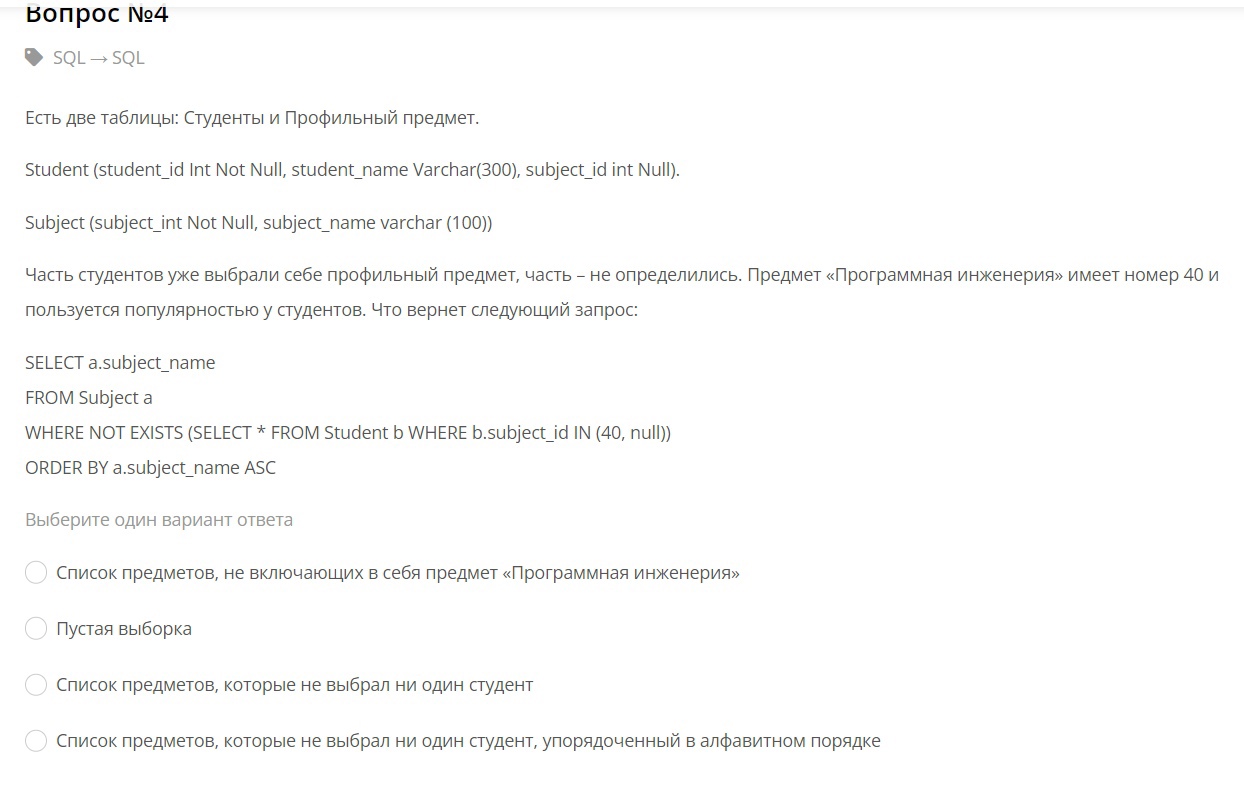 Вопрос №4
SQL → SQL
Есть две таблицы: Студенты и Профильный предмет.
Student (student_id Int Not Null, student_name Varchar(300), subject_id int Null).
Subject (subject_int Not Null, subject_name varchar (100))
Часть студентов уже выбрали себе профильный предмет, часть – не определились. Предмет «Программная инженерия» имеет номер 40 и
пользуется популярностью у студентов. Что вернет следующий запрос:
SELECT a.subject_name
FROM Subject a
WHERE NOT EXISTS (SELECT * FROM Student b WHERE b.subject_id IN (40, null))
ORDER BY a.subject_name ASC
Выберите один вариант ответа
Список предметов, не включающих в себя предмет «Программная инженерия»
Пустая выборка
Список предметов, которые не выбрал ни один студент
Список предметов, которые не выбрал ни один студент, упорядоченный в алфавитном порядке